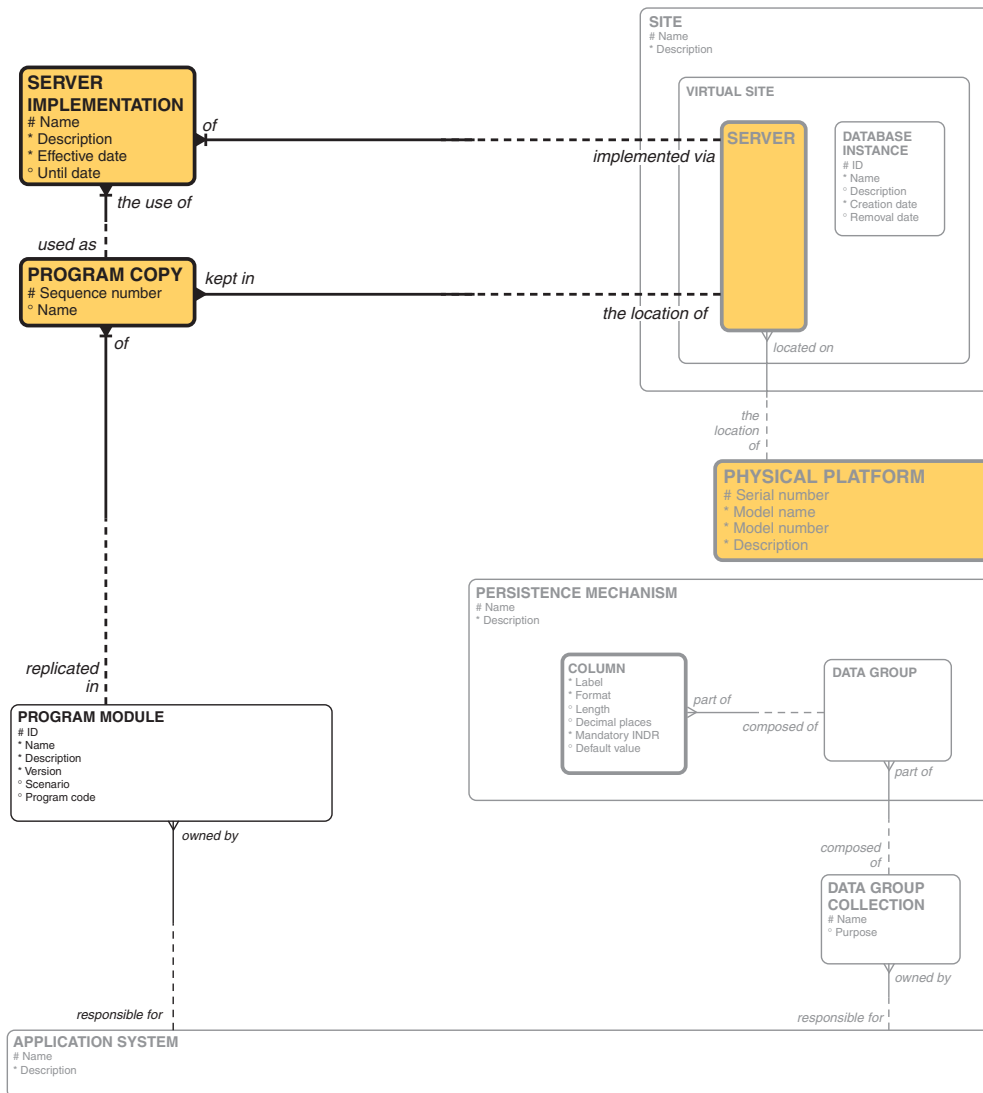 SITE
# Name
* Description
SERVER
IMPLEMENTATION
# Name
* Description
* Effective date
° Until date
of
implemented via
VIRTUAL SITE
SERVER
DATABASE
INSTANCE
# ID
* Name
° Description
* Creation date
° Removal date
the use of
used as
PROGRAM COPY
# Sequence number
° Name
kept in
the location of
of
located on
the
location
of
PHYSICAL PLATFORM
# Serial number
* Model name
* Model number
* Description
PERSISTENCE MECHANISM
# Name
* Description
COLUMN
* Label
* Format
° Length
° Decimal places
* Mandatory INDR
° Default value
part of
composed of
DATA GROUP
part of
replicated
in
PROGRAM MODULE
# ID
* Name
* Description
* Version
° Scenario
° Program code
owned by
composed
of
DATA GROUP
COLLECTION
# Name
° Purpose
owned by
responsible for
responsible for
APPLICATION SYSTEM
# Name
* Description